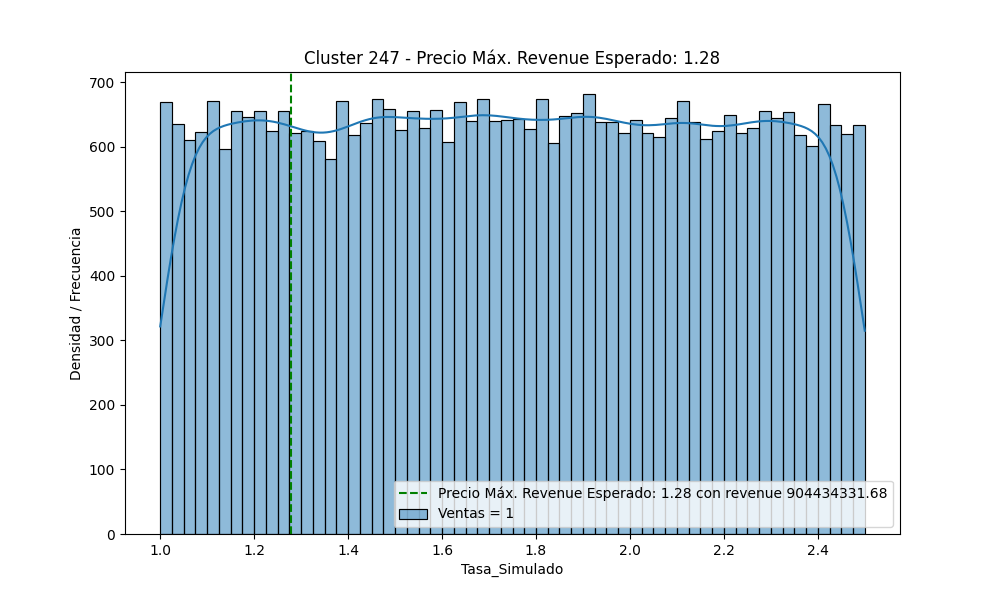 Cluster 247 - Precio Máx. Revenue Esperado: 1.28
Densidad / Frecuencia
700
600
500
400
300
200
100
0
Precio Máx. Revenue Esperado: 1.28 con revenue 904434331.68
Ventas = 1
1.0 1.2 1.4 1.6 1.8 2.0 2.2 2.4
Tasa_Simulado